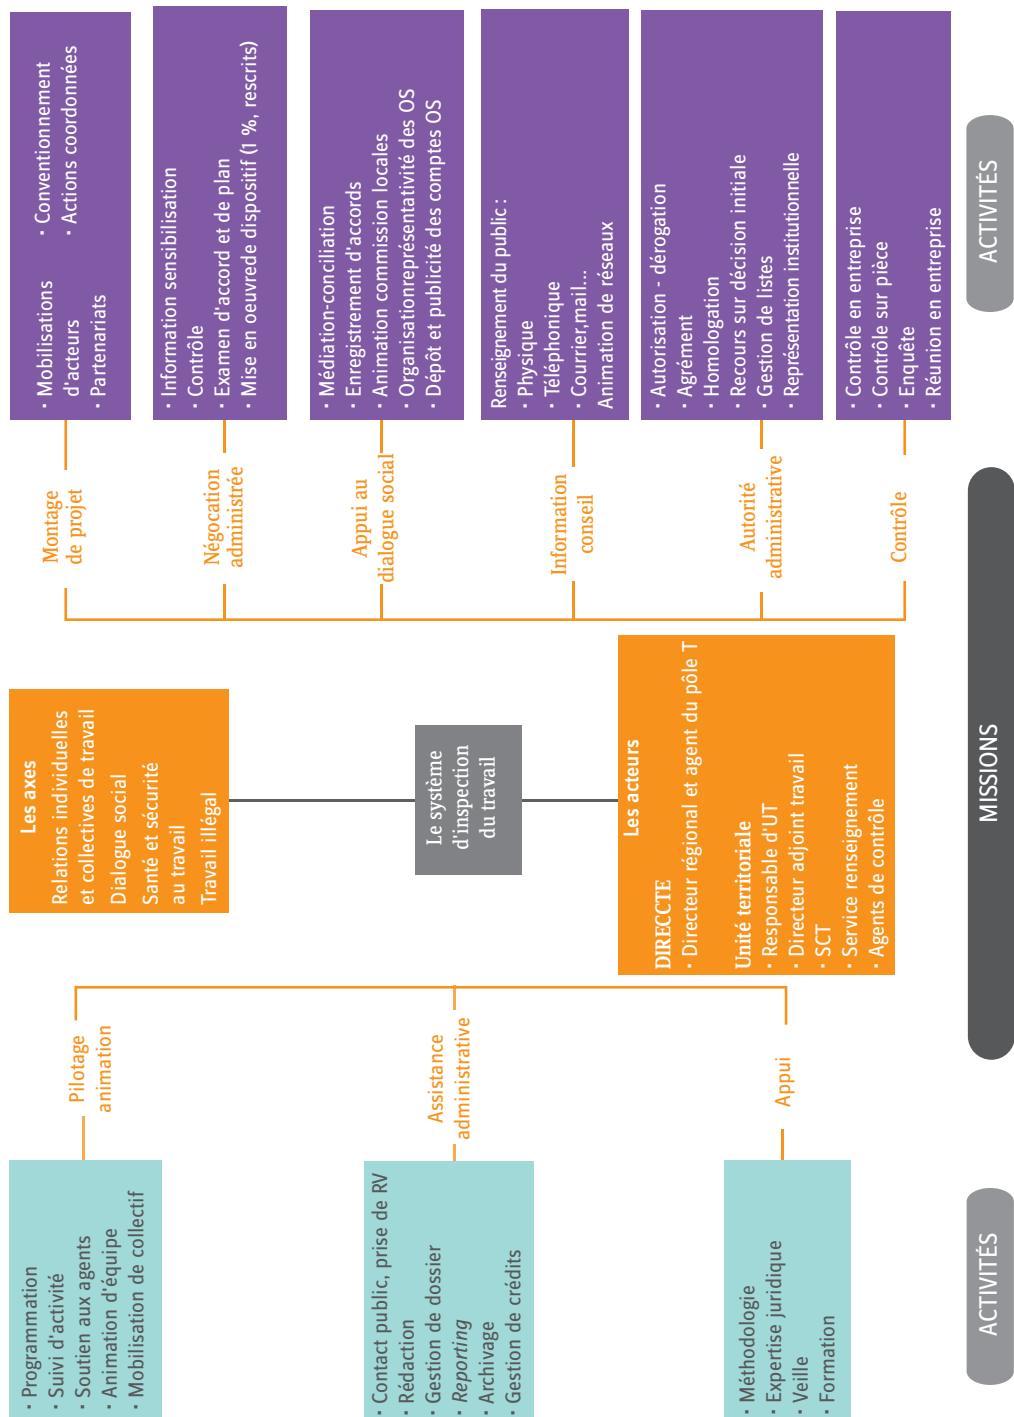 · Programmation
· Suivi d'activité
· Soutien aux agents
· Animation d'équipe
· Mobilisation de collectif
Pilotage
animation
· Contact public, prise de RV
· Rédaction
· Gestion de dossier
· Reporting
· Archivage
· Gestion de crédits
Assistance
administrative
· Méthodologie
· Expertise juridique
· Veille
· Formation
Appui
Les axes
Relations individuelles
et collectives de travail
Dialogue social
Santé et sécurité
au travail
Travail illégal
Le système
d'inspection
du travail
Les acteurs
DIRECCTE
· Directeur régional et agent du pôle T
Unité territoriale
· Responsable d'UT
· Directeur adjoint travail
· SCT
· Service renseignement
· Agents de contrôle
Montage
de projet
· Mobilisations
d'acteurs
· Partenariats
· Conventionnement
· Actions coordonnées
Négocation
administrée
· Information sensibilisation
· Contrôle
· Examen d'accord et de plan
· Mise en oeuvrede dispositif (1 %, rescrits)
Appui au
dialogue social
· Médiation-conciliation
· Enregistrement d'accords
· Animation commission locales
· Organisationreprésentativité des OS
· Dépôt et publicité des comptes OS
Information
conseil
Renseignement du public :
· Physique
· Téléphonique
· Courrier,mail...
Animation de réseaux
Autorité
administrative
· Autorisation - dérogation
· Agrément
· Homologation
· Recours sur décision initiale
· Gestion de listes
· Représentation institutionnelle
Contrôle
· Contrôle en entreprise
· Contrôle sur pièce
· Enquête
· Réunion en entreprise
ACTIVITÉS
MISSIONS
ACTIVITÉS